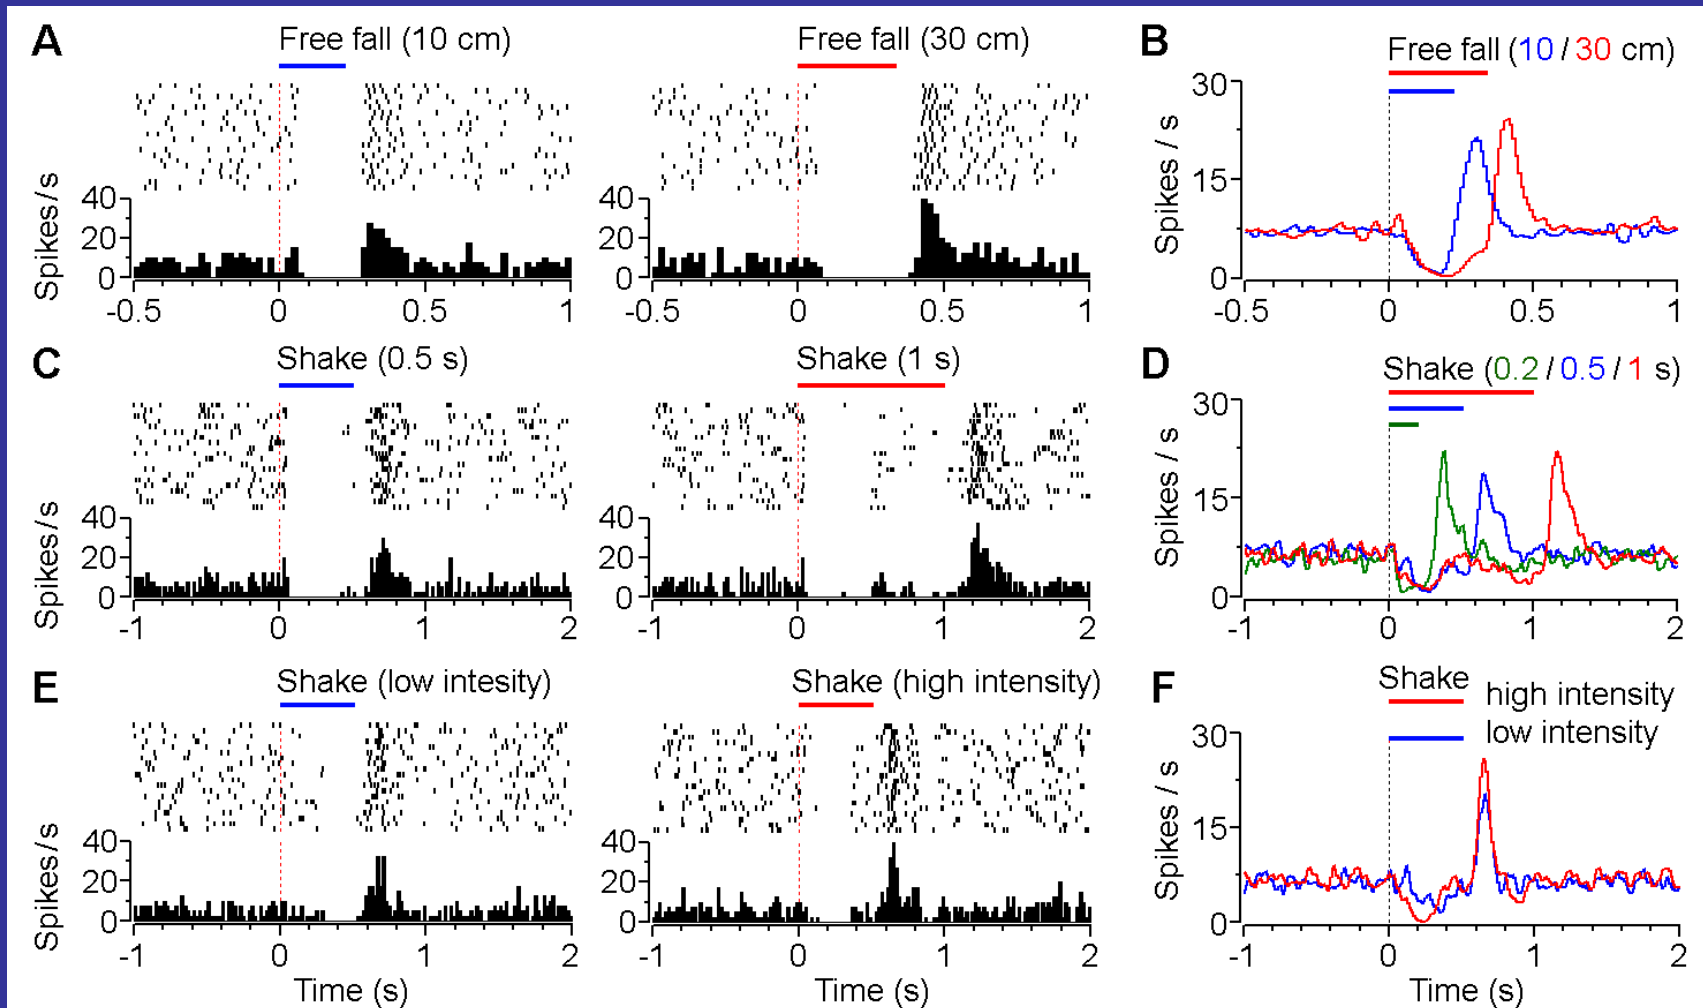 A
Free fall (10 cm)
Free fall (30 cm)
Spikes/s
40
20
0
-0.5
0
0.5
1
40
20
0
-0.5
0
0.5
1
B
Free fall (10 / 30 cm)
Spikes / s
30
15
0
-0.5
0
0.5
1
C
Shake (0.5 s)
Shake (1 s)
Spikes/s
40
20
0
-1
0
1
2
40
20
0
-1
0
1
2
D
Shake (0.2 / 0.5 / 1 s)
Spikes / s
30
15
0
-1
0
1
2
E
Shake (low intesity)
Shake (high intensity)
Spikes/s
40
20
0
-1
0
1
2
Time (s)
40
20
0
-1
0
1
2
Time (s)
F
Shake
high intensity
low intensity
Spikes / s
30
15
0
-1
0
1
2
Time (s)